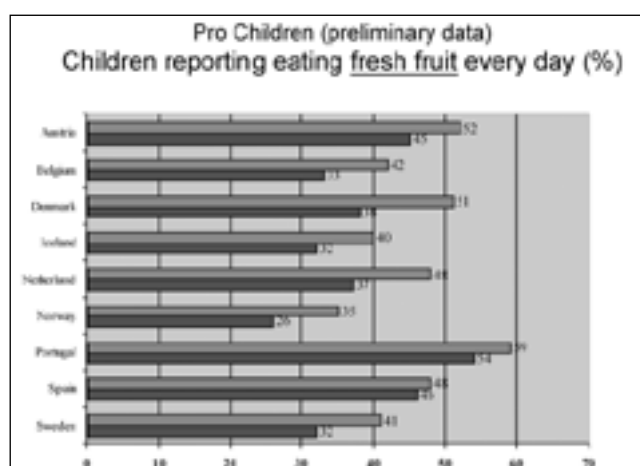 Pro Children (preliminary data)
Children reporting eating fresh fruit every day (%)
Austria
52
45
Belgium
42
33
Denmark
51
38
Iceland
40
32
Netherland
48
37
Norway
35
26
Portugal
59
54
Spain
48
46
Sweden
41
32
0 10 20 30 40 50 60 70